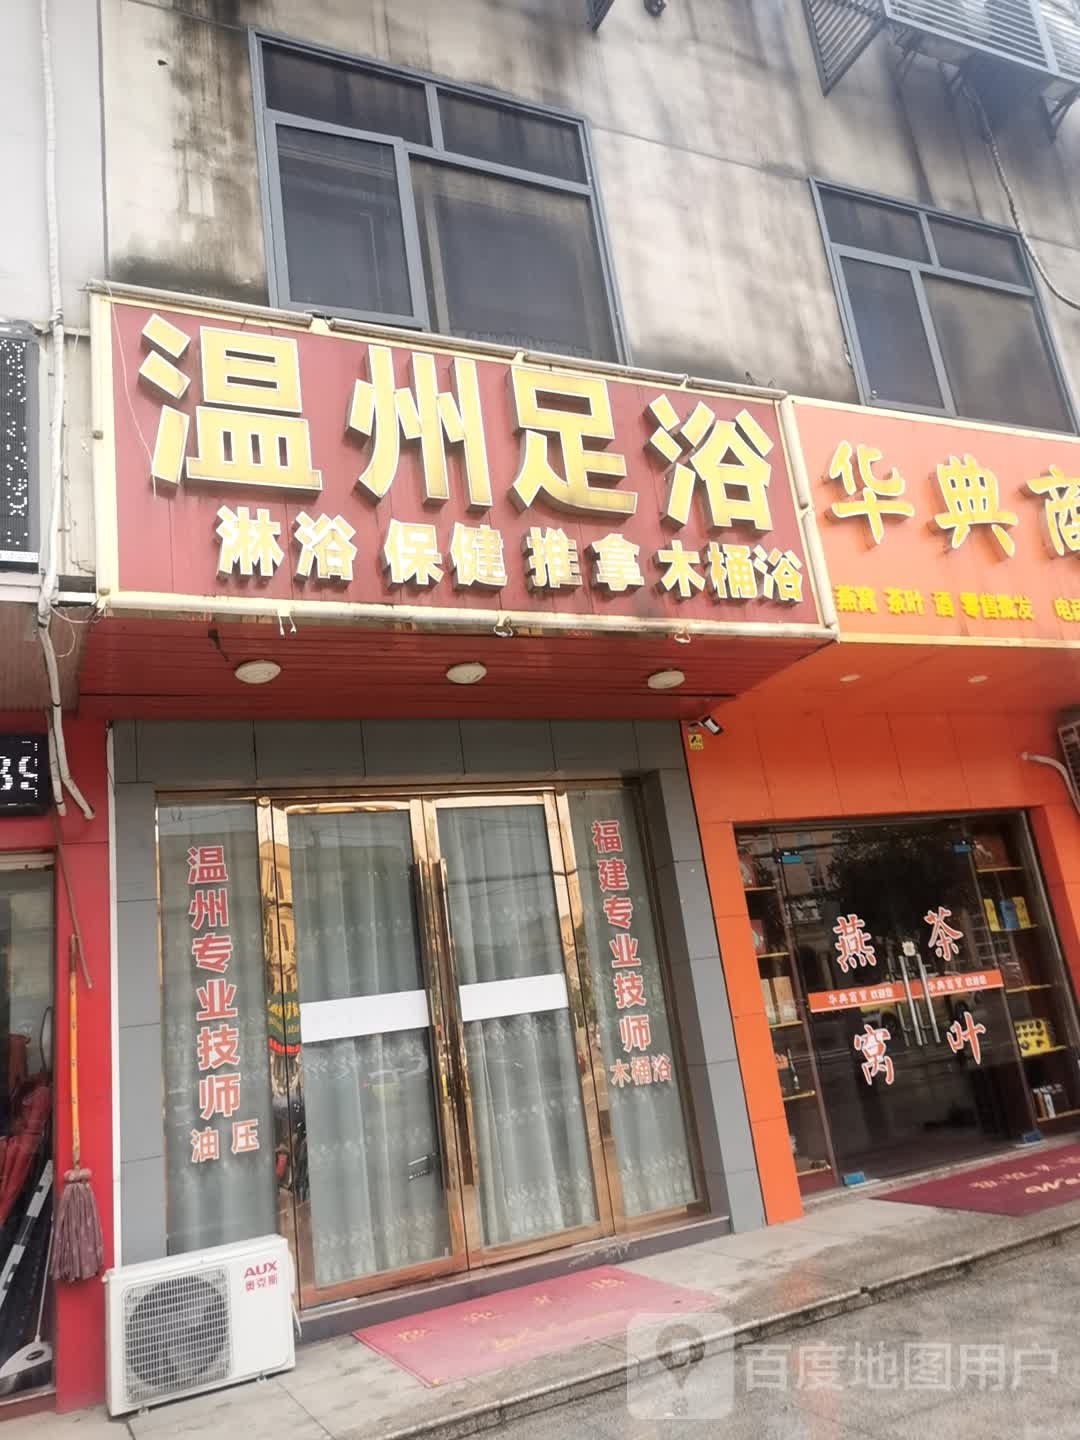 温州足浴
淋浴 保健 推拿 木桶浴
华典商
燕窝 茶叶 酒 零售批发
温州专业技师
油压
福建专业技师
木桶浴
燕窝
茶叶
AUX
奥克斯
百度地图用户